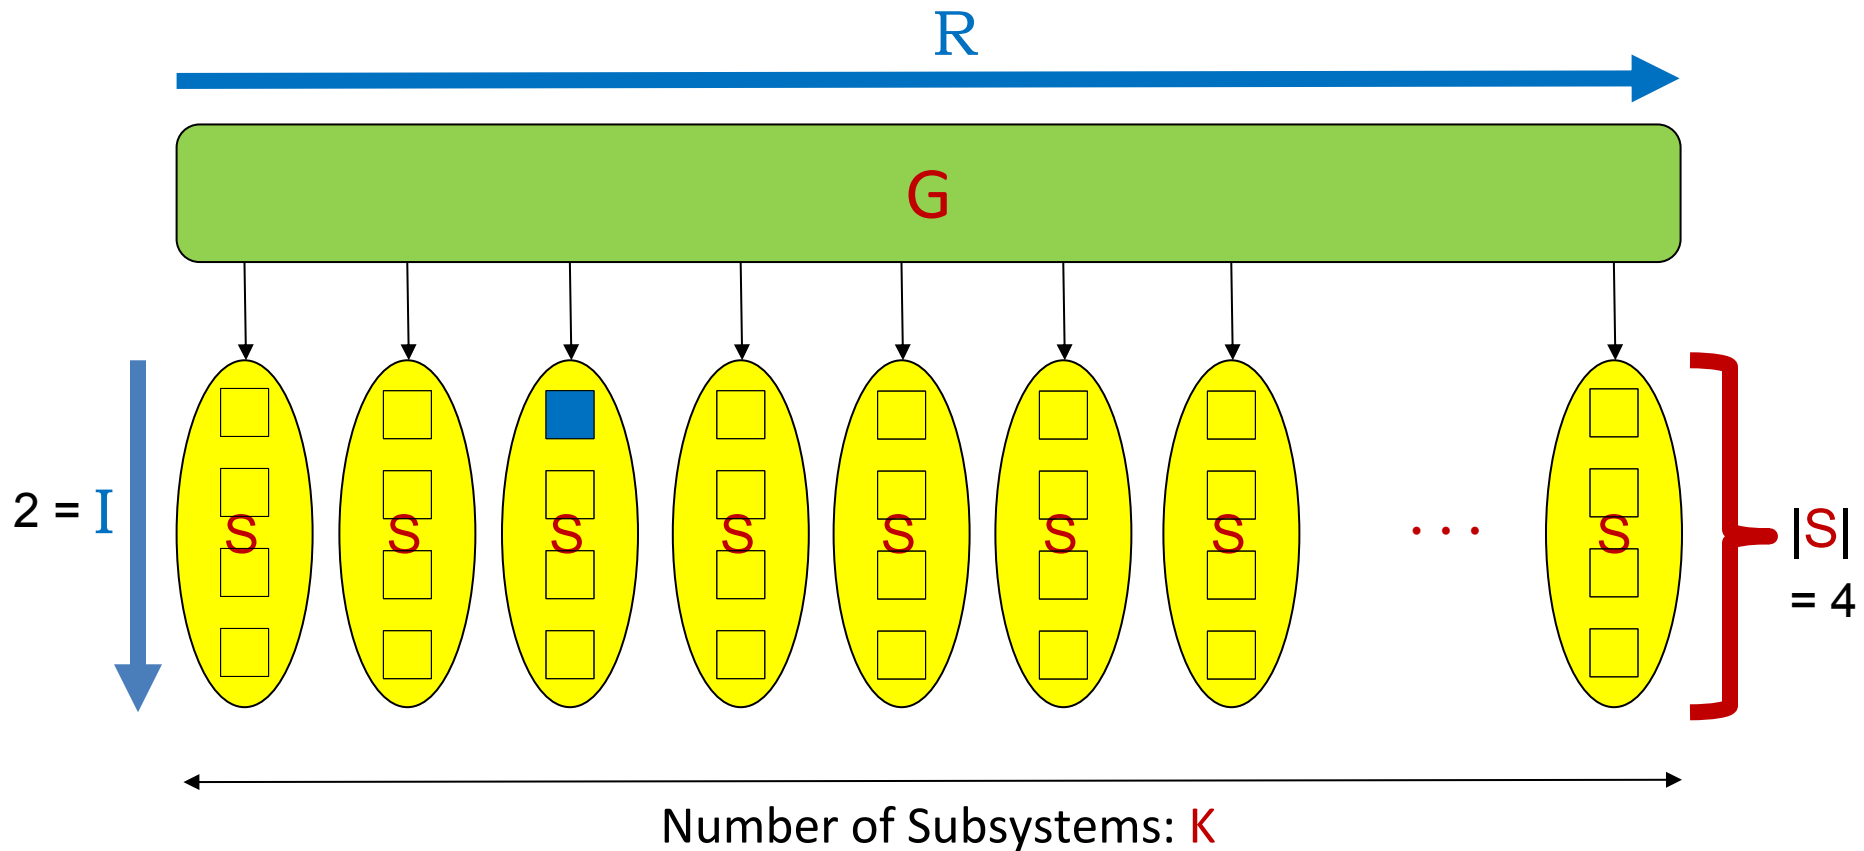 R
G
2 = I
S S S S S S S ... S
|S|
= 4
Number of Subsystems: K